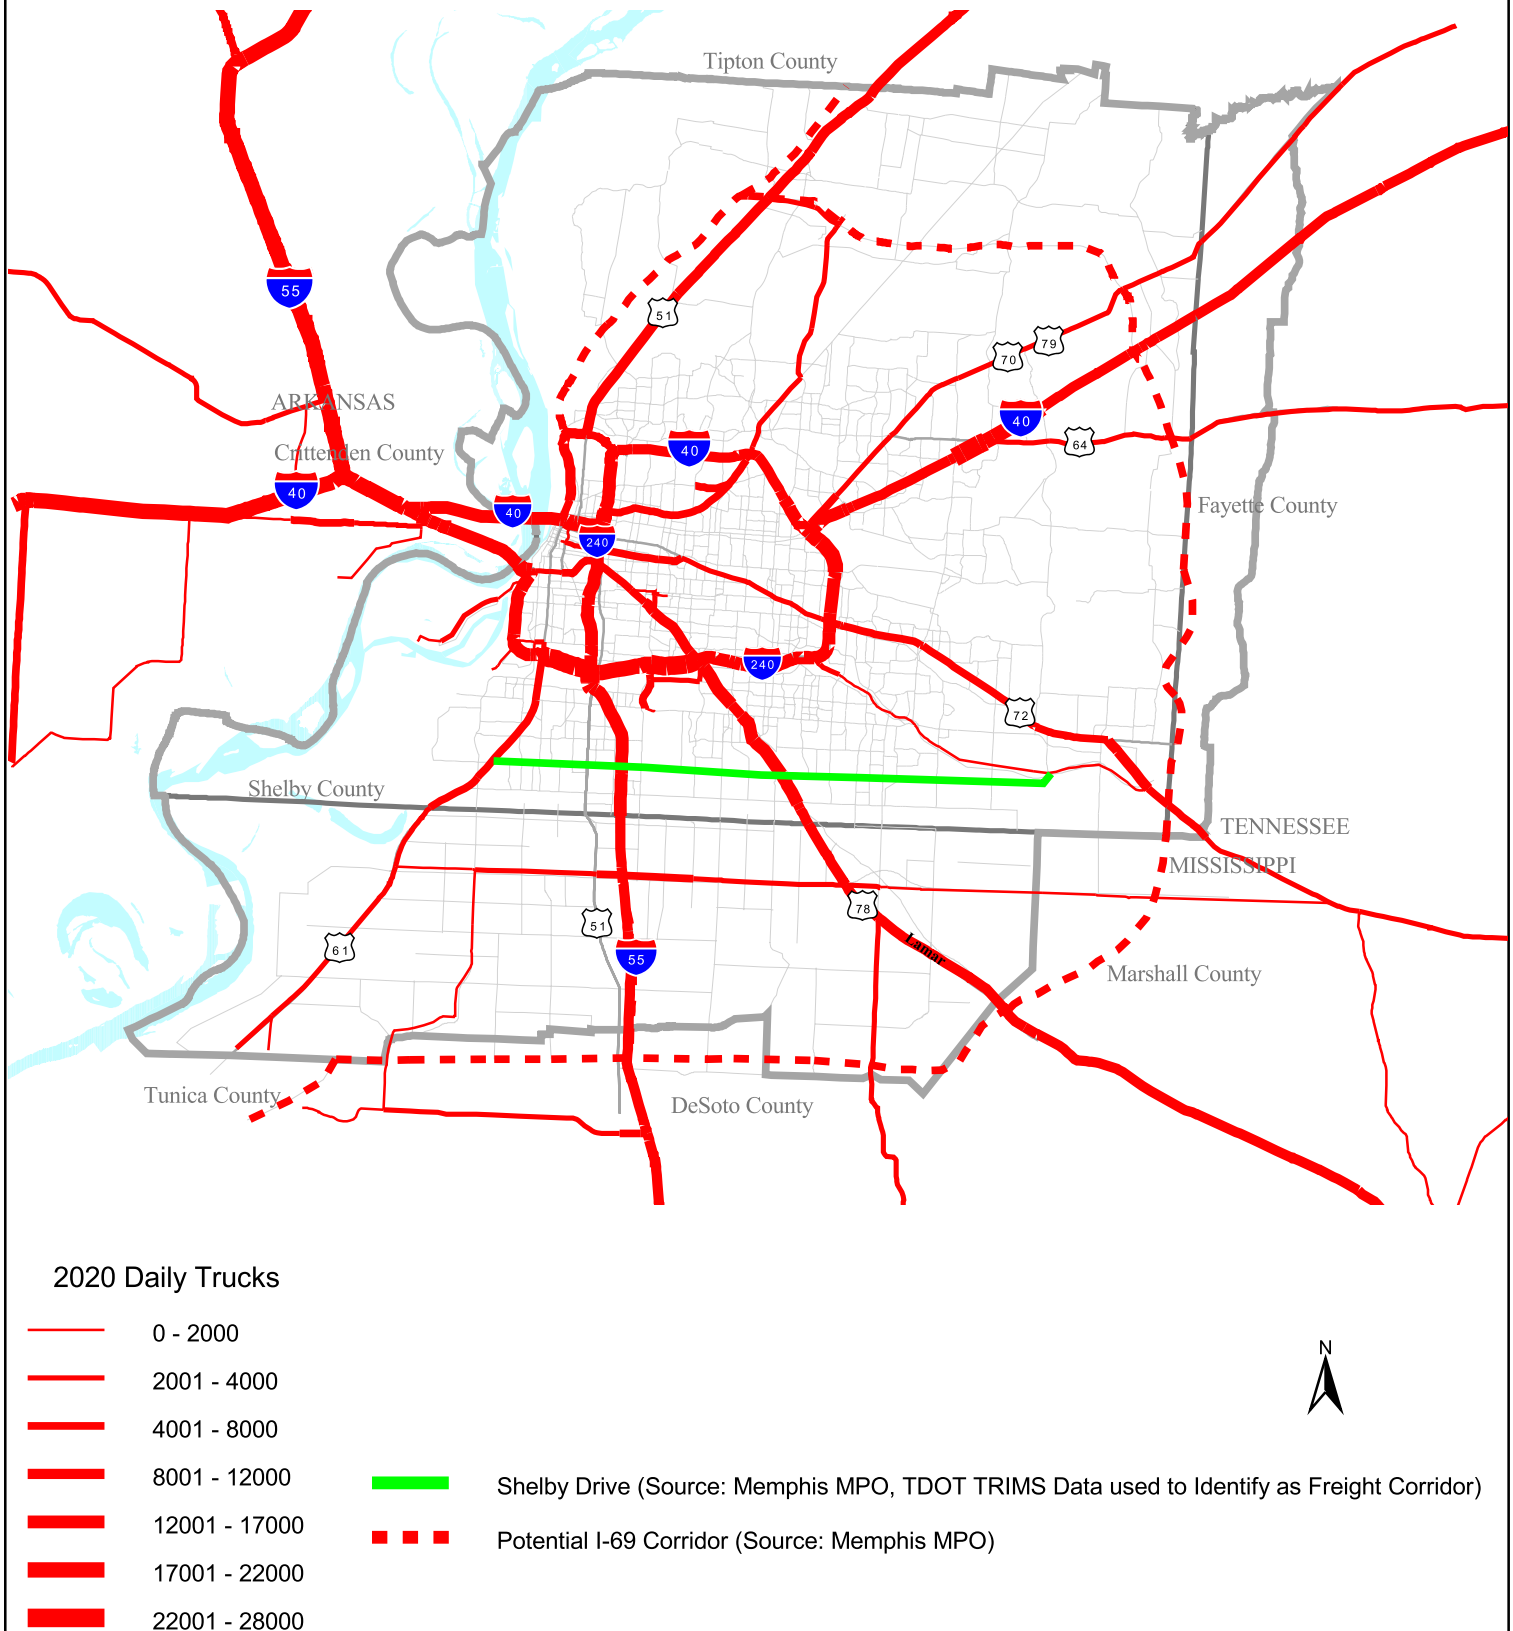 Tipton County
55
51
79
70
ARKANSAS
40
64
Crittenden County
40
40
40
Fayette County
240
240
72
Shelby County
TENNESSEE
MISSISSIPPI
78
51
Lamar
61
55
Marshall County
Tunica County
DeSoto County
2020 Daily Trucks
0 - 2000
N
2001 - 4000
4001 - 8000
8001 - 12000
Shelby Drive (Source: Memphis MPO, TDOT TRIMS Data used to Identify as Freight Corridor)
12001 - 17000
Potential I-69 Corridor (Source: Memphis MPO)
17001 - 22000
22001 - 28000